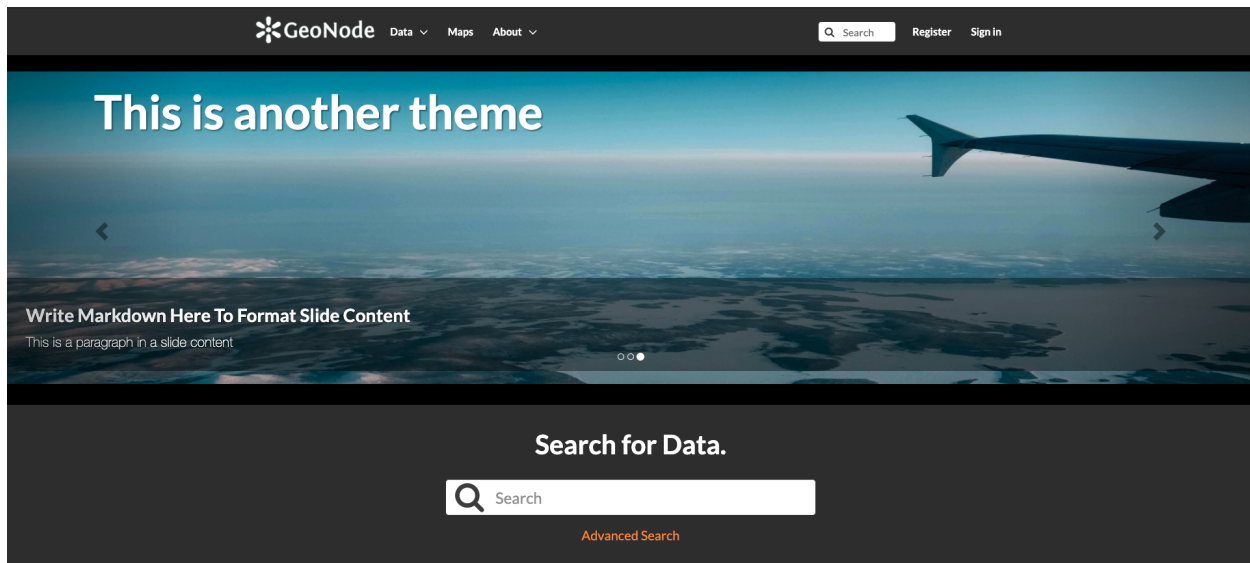 GeoNode Data Maps About Search Register Sign in
This is another theme
Write Markdown Here To Format Slide Content
This is a paragraph in a slide content
Search for Data.
Search
Advanced Search